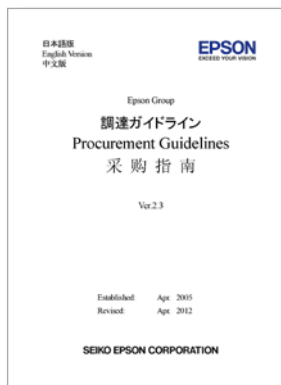 日本語版
English Version
中文版
EPSON
EXCEED YOUR VISION
Epson Group
調達ガイドライン
Procurement Guidelines
采 购 指 南
Ver.2.3
Established: Apr. 2005
Revised: Apr. 2012
SEIKO EPSON CORPORATION